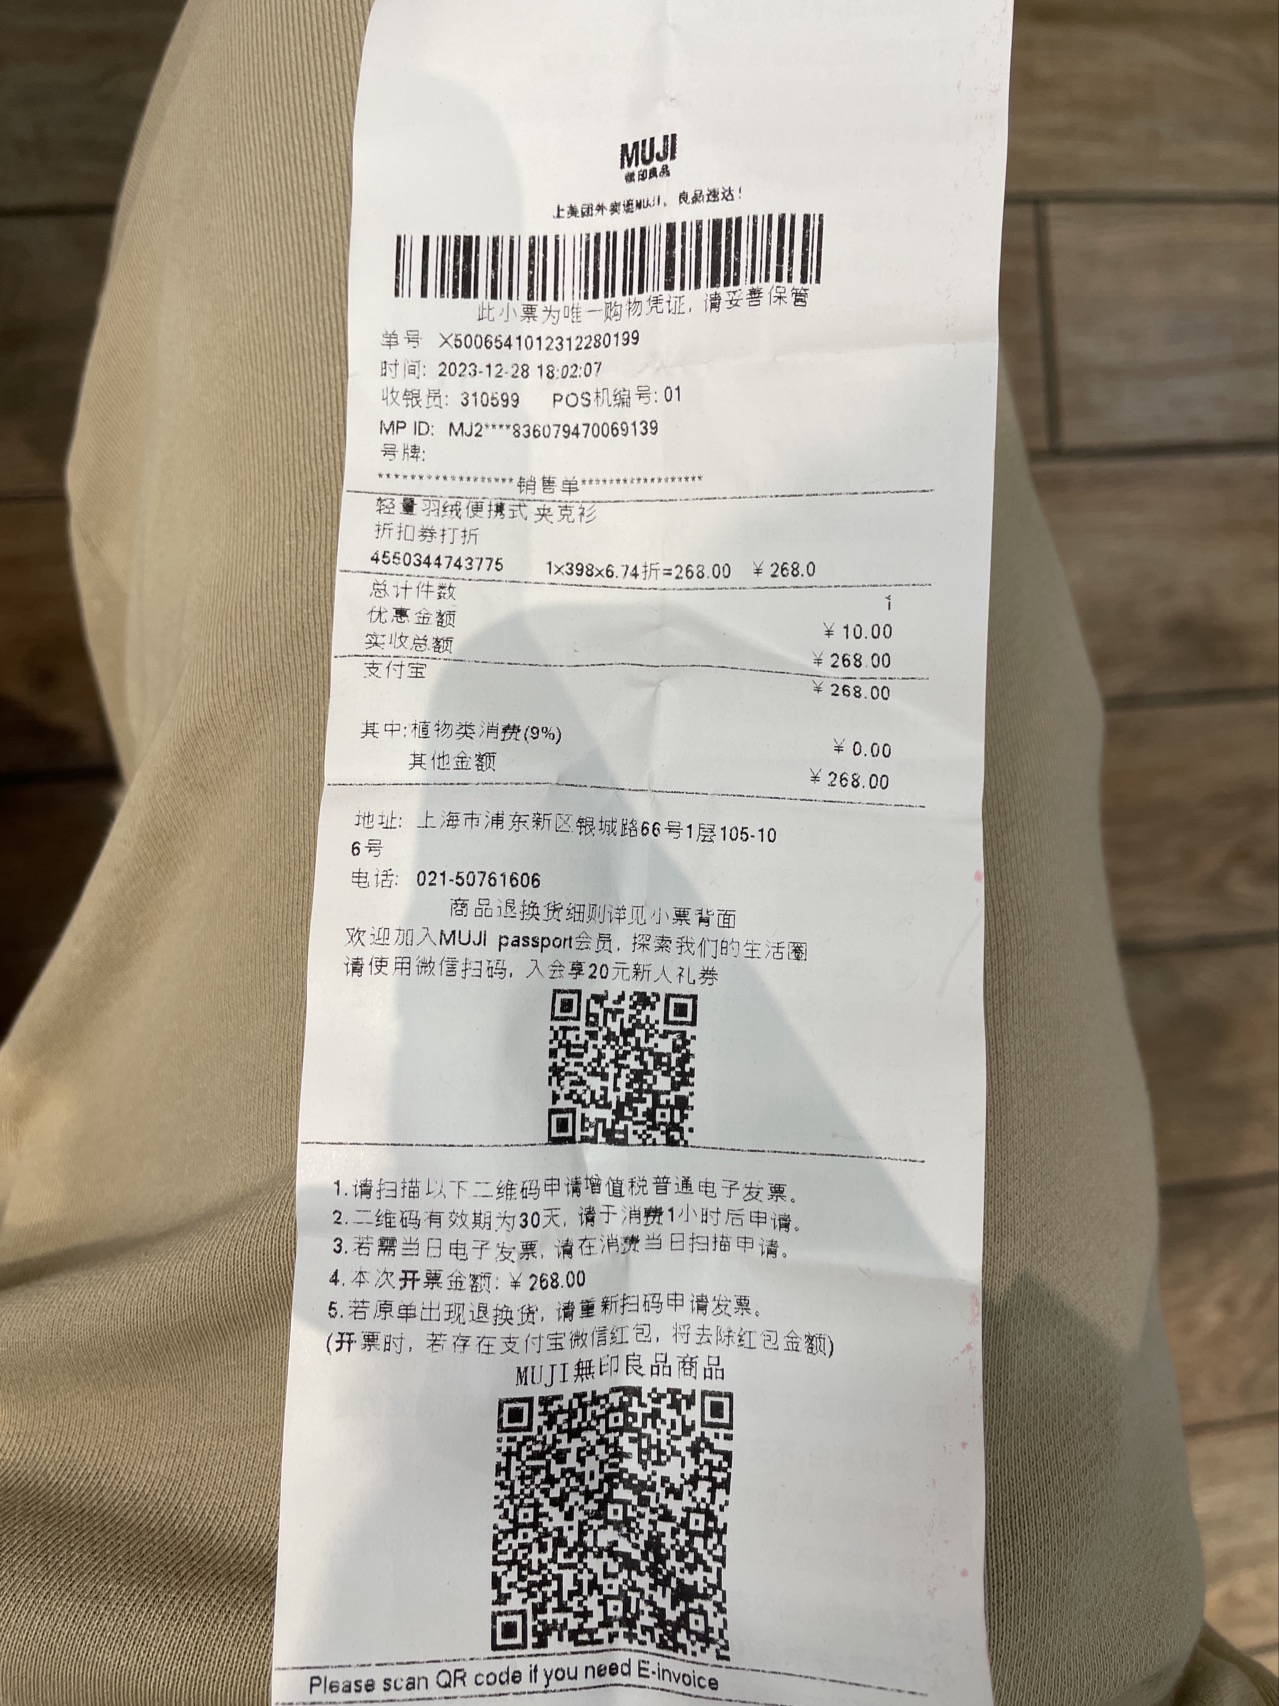 MUJI
無印良品
上美团外卖逛MUJI，良品速达！
此小票为唯一购物凭证，请妥善保管
单号 X5006541012312280199
时间: 2023-12-28 18:02:07
收银员: 310599 POS机编号: 01
MP ID: MJ2****836079470069139
号牌:
******************销售单******************
轻量羽绒便携式夹克衫
折扣券打折
4550344743775 1x398x6.74折=268.00 ¥268.0
总计件数 1
优惠金额 ¥10.00
实收总额 ¥268.00
支付宝 ¥268.00
其中:植物类消费(9%) ¥0.00
其他金额 ¥268.00
地址: 上海市浦东新区银城路66号1层105-10
6号
电话: 021-50761606
商品退换货细则详见小票背面
欢迎加入MUJI passport会员, 探索我们的生活圈
请使用微信扫码, 入会享20元新人礼券
1.请扫描以下二维码申请增值税普通电子发票。
2.二维码有效期为30天, 请于消费1小时后申请。
3.若需当日电子发票, 请在消费当日扫描申请。
4.本次开票金额: ¥268.00
5.若原单出现退换货, 请重新扫码申请发票。
(开票时, 若存在支付宝微信红包, 将去除红包金额)
MUJI無印良品商品
Please scan QR code if you need E-invoice